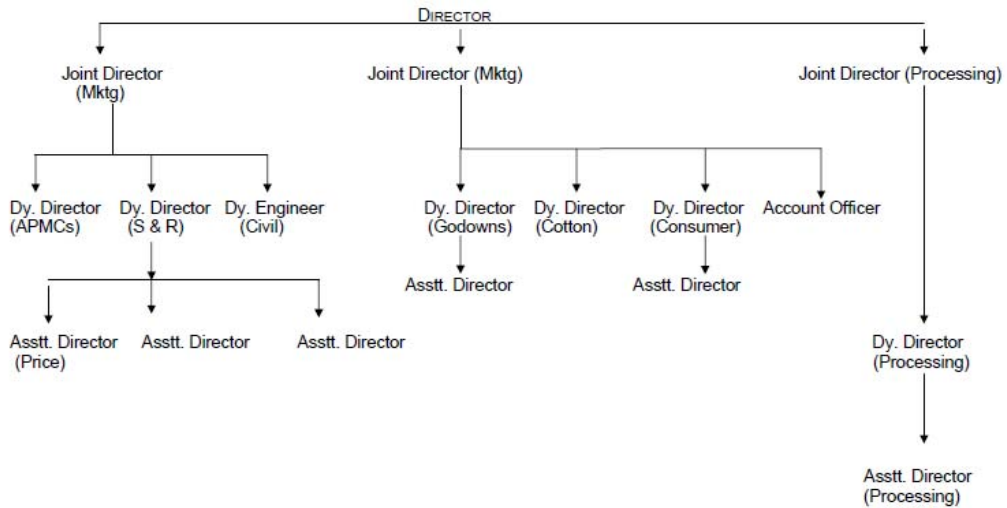 DIRECTOR
Joint Director
(Mktg)
Joint Director (Mktg)
Joint Director (Processing)
Dy. Director
(APMCs)
Dy. Director
(S & R)
Dy. Engineer
(Civil)
Dy. Director
(Godowns)
Dy. Director
(Cotton)
Dy. Director
(Consumer)
Account Officer
Asstt. Director
Asstt. Director
Asstt. Director
(Price)
Asstt. Director
Asstt. Director
Dy. Director
(Processing)
Asstt. Director
(Processing)